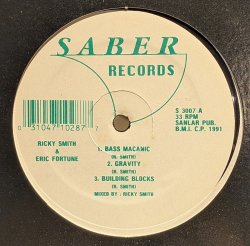 SABER
RECORDS
0 31047 10287 7
RICKY SMITH
&
ERIC FORTUNE
S 3007 A
33 RPM
SANLAR PUB.
B.M.I. C.P. 1991
1. BASS MACANIC
(R. SMITH)
2. GRAVITY
(R. SMITH)
3. BUILDING BLOCKS
(R. SMITH)
MIXED BY : RICKY SMITH